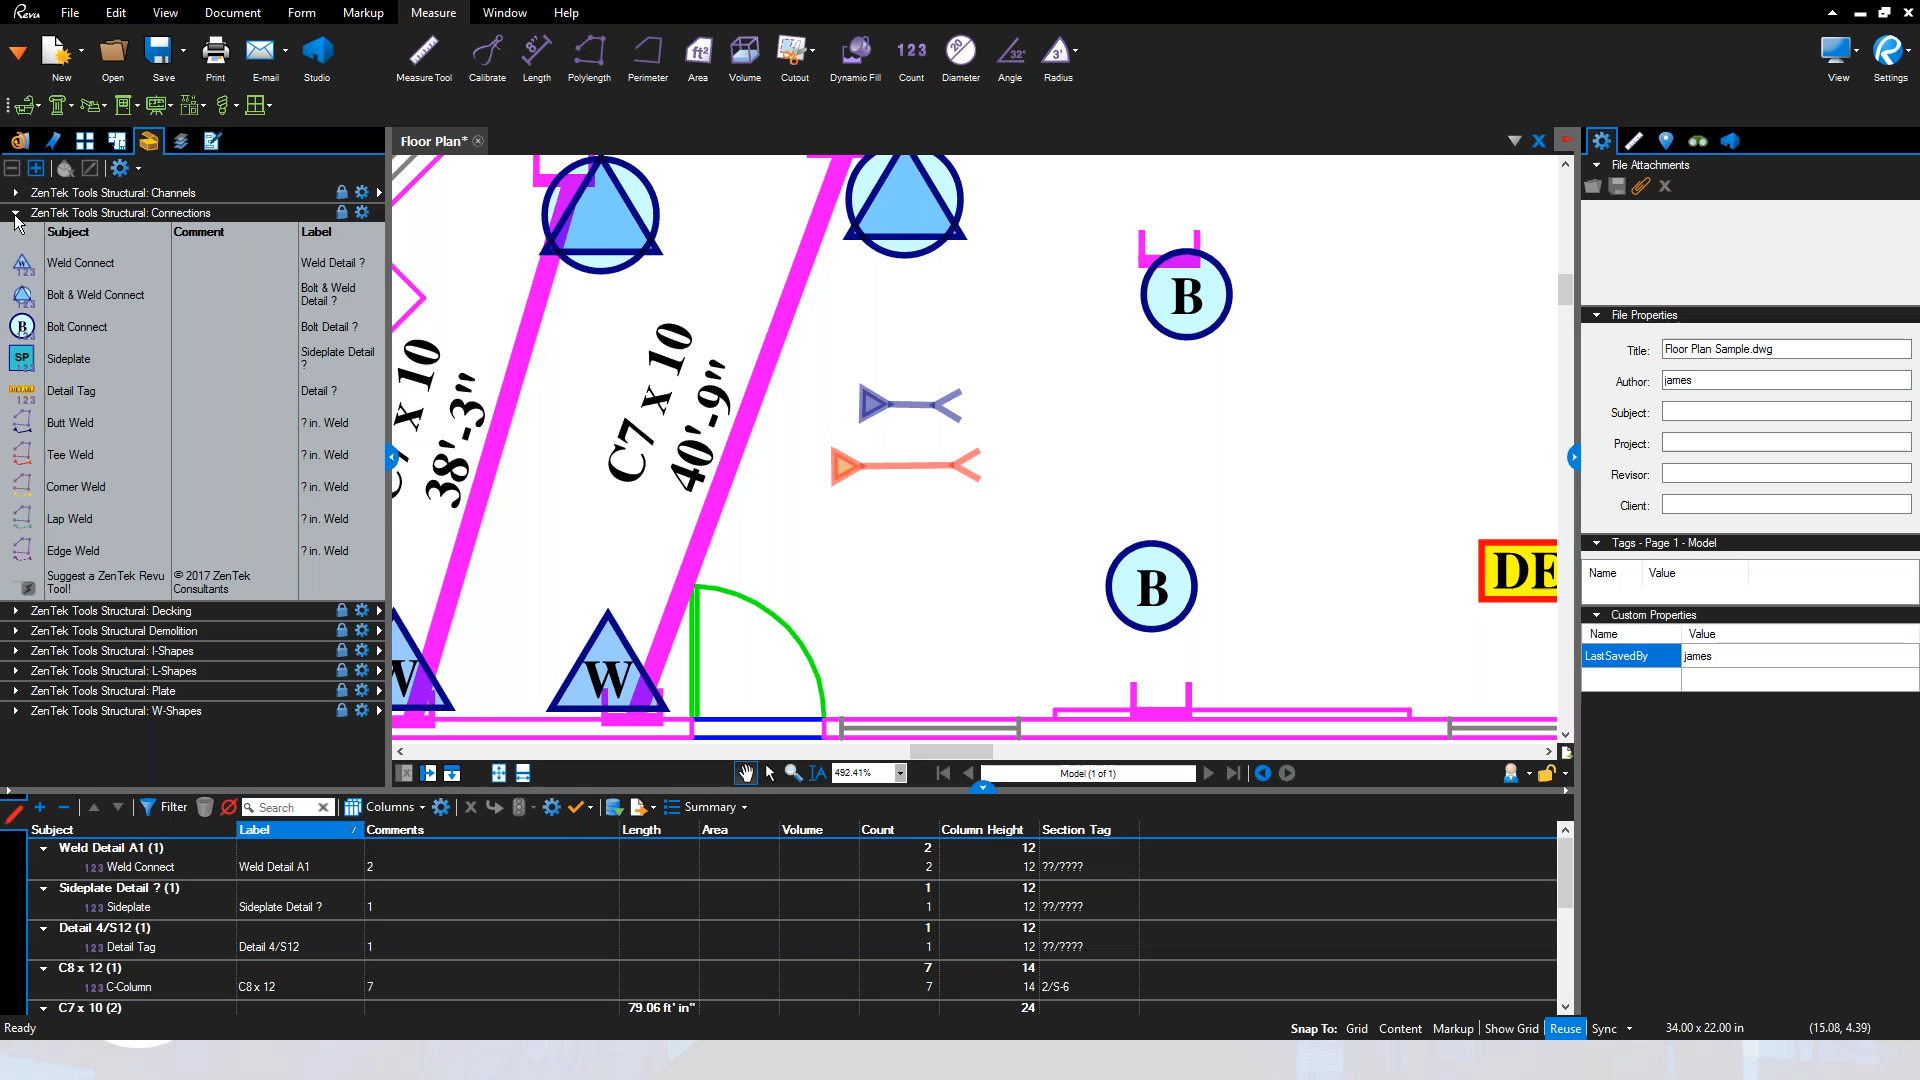 Revu File Edit View Document Form Markup Measure Window Help
New Open Save Print E-mail Studio Measure Tool Calibrate Length Polylength Perimeter Area Volume Cutout Dynamic Fill Count Diameter Angle Radius View Settings
Floor Plan*
ZenTek Tools Structural: Channels
ZenTek Tools Structural: Connections
Subject Comment Label
Weld Connect Weld Detail ?
Bolt & Weld Connect Bolt & Weld Detail ?
Bolt Connect Bolt Detail ?
Sideplate Sideplate Detail ?
Detail Tag Detail ?
Butt Weld ? in. Weld
Tee Weld ? in. Weld
Corner Weld ? in. Weld
Lap Weld ? in. Weld
Edge Weld ? in. Weld
Suggest a ZenTek Revu Tool! © 2017 ZenTek Consultants
ZenTek Tools Structural: Decking
ZenTek Tools Structural Demolition
ZenTek Tools Structural: I-Shapes
ZenTek Tools Structural: L-Shapes
ZenTek Tools Structural: Plate
ZenTek Tools Structural: W-Shapes
C7 x 10
38'-3"
C7 x 10
40'-9"
B
B
W
W
DE
File Attachments
File Properties
Title: Floor Plan Sample.dwg
Author: james
Subject:
Project:
Revisor:
Client:
Tags - Page 1 - Model
Name Value
Custom Properties
Name Value
LastSavedBy james
492.41% Model (1 of 1)
Filter Search Columns Summary
Subject Label Comments Length Area Volume Count Column Height Section Tag
Weld Detail A1 (1) 2 12
123 Weld Connect Weld Detail A1 2 2 12 ??/????
Sideplate Detail ? (1) 1 12
123 Sideplate Sideplate Detail ? 1 1 12 ??/????
Detail 4/S12 (1) 1 12
123 Detail Tag Detail 4/S12 1 1 12 ??/????
C8 x 12 (1) 7 14
123 C-Column C8 x 12 7 7 14 2/S-6
C7 x 10 (2) 79.06 ft' in" 24
Ready Snap To: Grid Content Markup Show Grid Reuse Sync 34.00 x 22.00 in (15.08, 4.39)